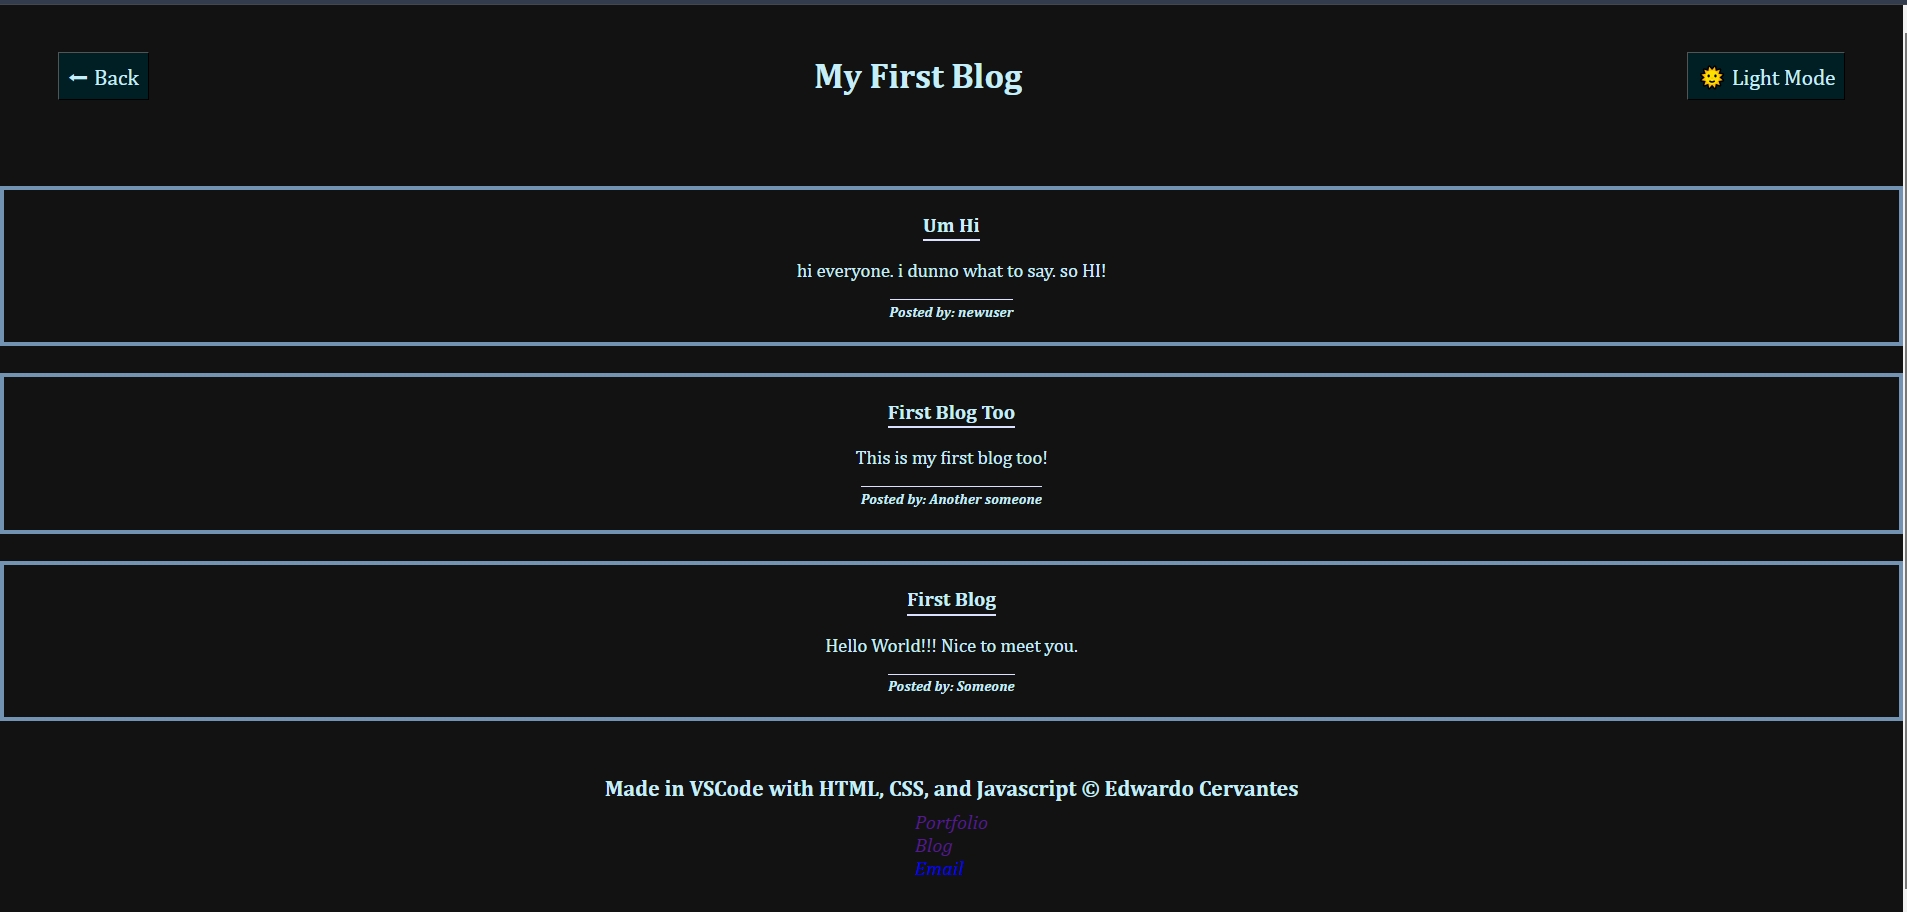 Back
My First Blog
🌞 Light Mode
Um Hi
hi everyone. i dunno what to say. so HI!
Posted by: newuser
First Blog Too
This is my first blog too!
Posted by: Another someone
First Blog
Hello World!!! Nice to meet you.
Posted by: Someone
Made in VSCode with HTML, CSS, and Javascript © Edwardo Cervantes
Portfolio
Blog
Email